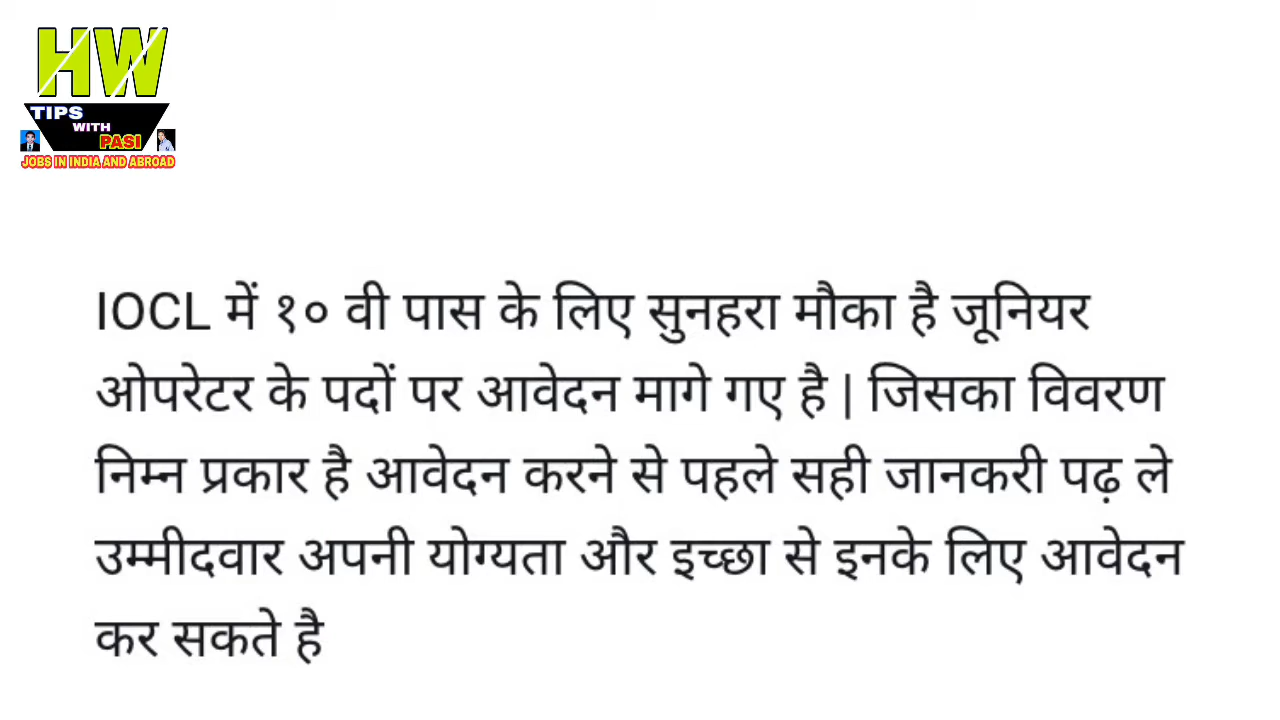 HW
TIPS
WITH
PASI
JOBS IN INDIA AND ABROAD
IOCL में १० वी पास के लिए सुनहरा मौका है जूनियर
ओपरेटर के पदों पर आवेदन मागे गए है | जिसका विवरण
निम्न प्रकार है आवेदन करने से पहले सही जानकरी पढ़ ले
उम्मीदवार अपनी योग्यता और इच्छा से इनके लिए आवेदन
कर सकते है